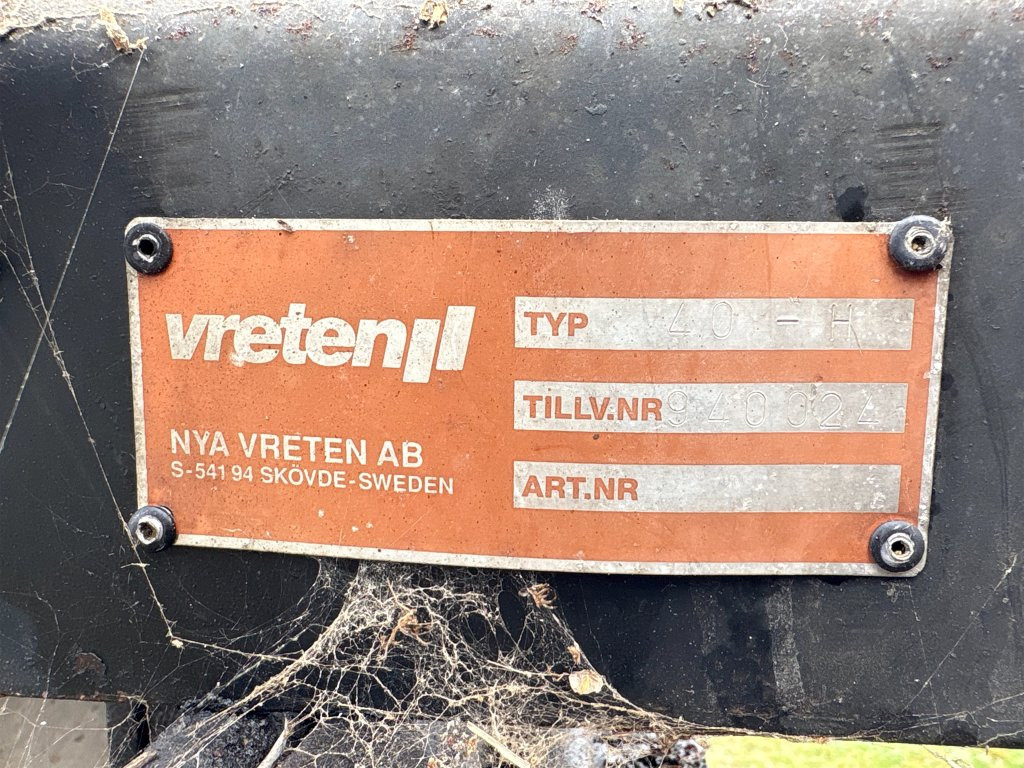 vreten
NYA VRETEN AB
S-541 94 SKÖVDE-SWEDEN
TYP 40-H
TILLV.NR 940024
ART.NR